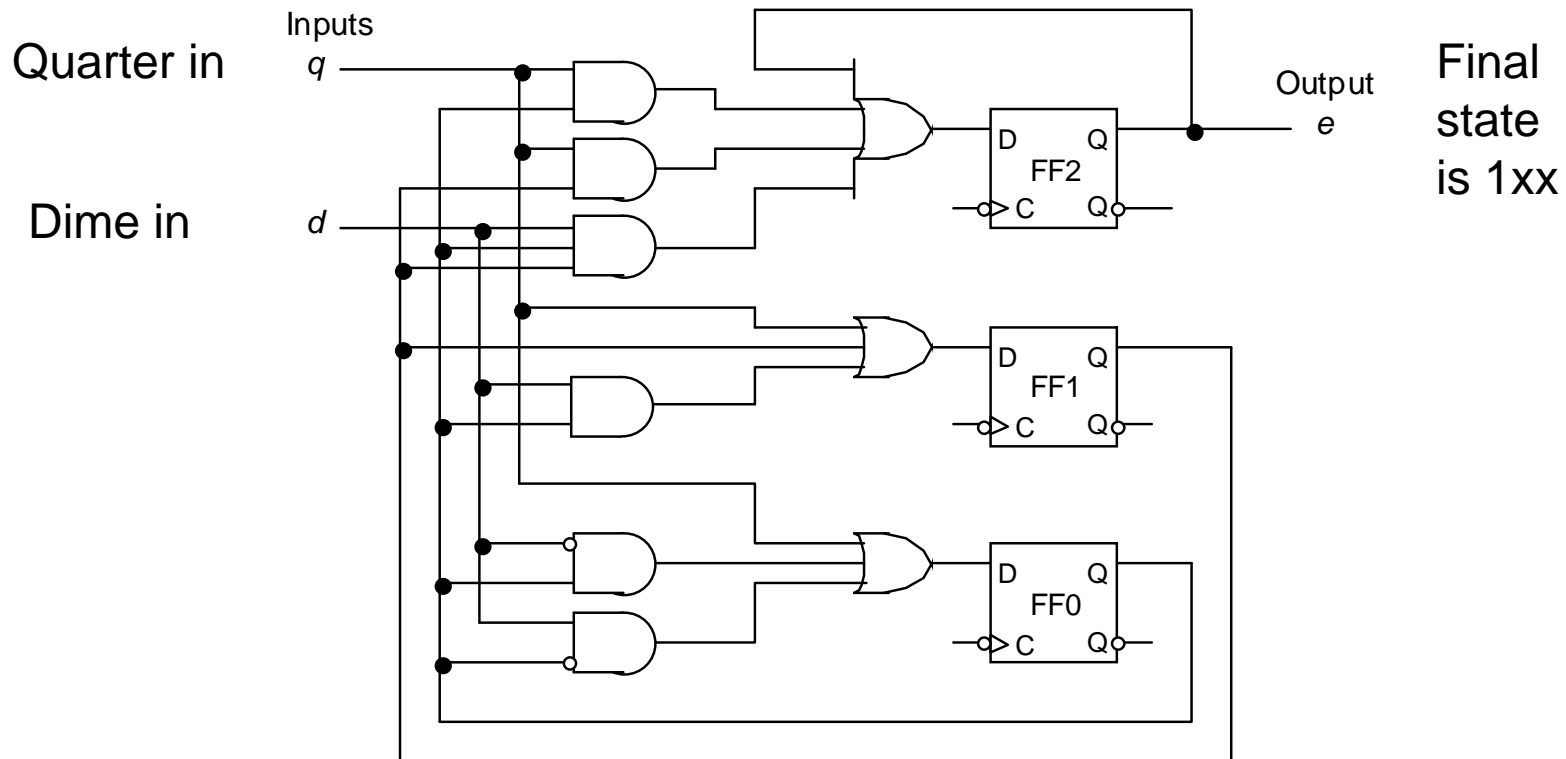 Inputs
Quarter in
q
Dime in
d
D
Q
FF2
C
Q
Output
e
Final
state
is 1xx
D
Q
FF1
C
Q
D
Q
FF0
C
Q